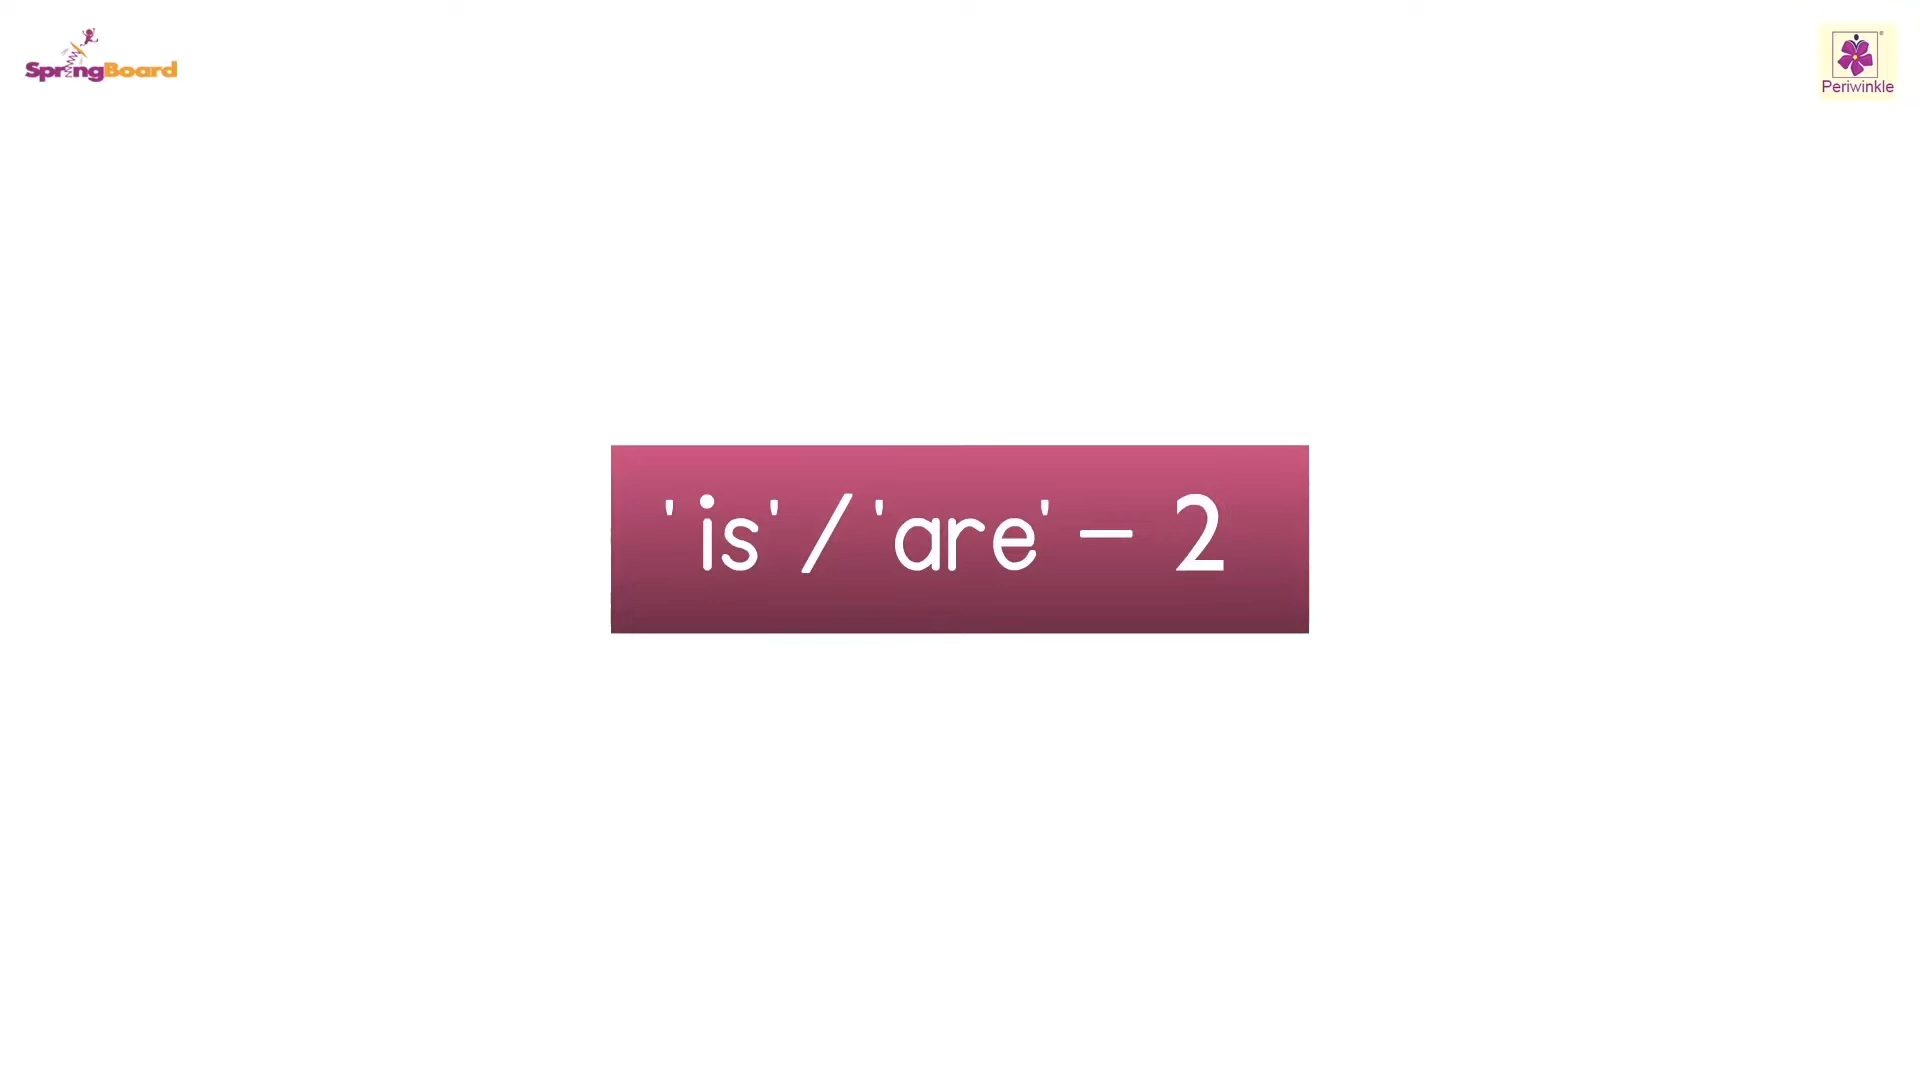 SpringBoard
Periwinkle
' is' / 'are' – 2